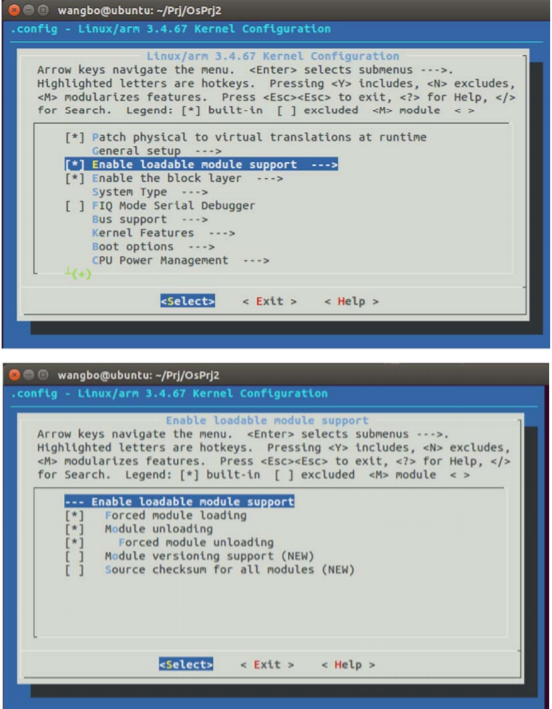 wangbo@ubuntu: ~/Prj/OsPrj2
.config - Linux/arm 3.4.67 Kernel Configuration
Linux/arm 3.4.67 Kernel Configuration
Arrow keys navigate the menu.  <Enter> selects submenus --->.
Highlighted letters are hotkeys.  Pressing <Y> includes, <N> excludes,
<M> modularizes features.  Press <Esc><Esc> to exit, <?> for Help, </>
for Search.  Legend: [*] built-in  [ ] excluded  <M> module  < >
[*] Patch physical to virtual translations at runtime
General setup  --->
[*] Enable loadable module support  --->
[*] Enable the block layer  --->
System Type  --->
[ ] FIQ Mode Serial Debugger
Bus support  --->
Kernel Features  --->
Boot options  --->
CPU Power Management  --->
┴(+)
<Select>    < Exit >    < Help >
wangbo@ubuntu: ~/Prj/OsPrj2
.config - Linux/arm 3.4.67 Kernel Configuration
Enable loadable module support
Arrow keys navigate the menu.  <Enter> selects submenus --->.
Highlighted letters are hotkeys.  Pressing <Y> includes, <N> excludes,
<M> modularizes features.  Press <Esc><Esc> to exit, <?> for Help, </>
for Search.  Legend: [*] built-in  [ ] excluded  <M> module  < >
--- Enable loadable module support
[*]   Forced module loading
[*]   Module unloading
[*]     Forced module unloading
[ ]   Module versioning support (NEW)
[ ]   Source checksum for all modules (NEW)
<Select>    < Exit >    < Help >